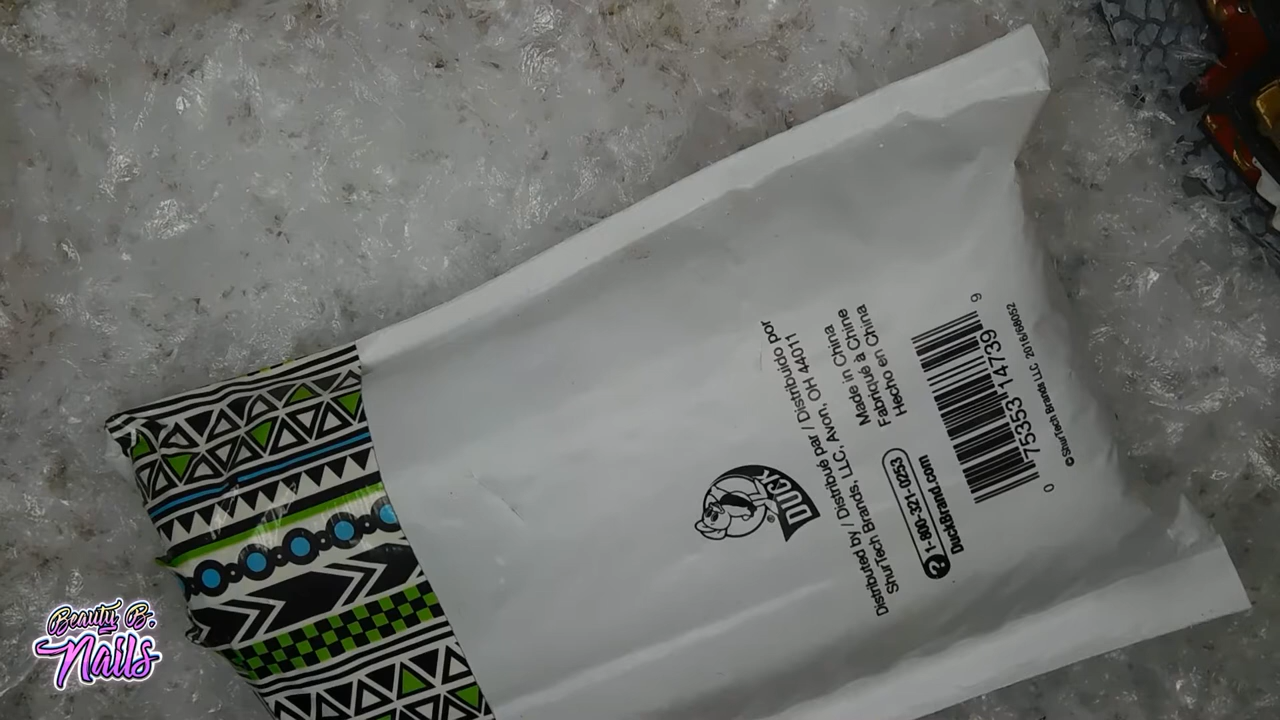 DUCK®
Distributed by / Distribué par / Distribuido por
ShurTech Brands, LLC, Avon, OH 44011
Made in China
Fabriqué à Chine
Hecho en China
1-800-321-0253
DuckBrand.com
0 75353 14739 9
©ShurTech Brands, LLC 2016/68052
Beauty B.
Nails